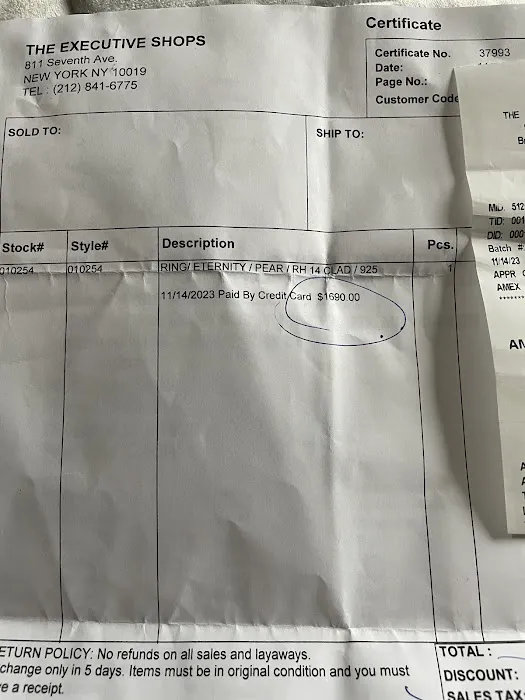 THE EXECUTIVE SHOPS
811 Seventh Ave.
NEW YORK NY 10019
TEL : (212) 841-6775
Certificate
Certificate No. 37993
Date:
Page No.:
Customer Code
SOLD TO:
SHIP TO:
Stock# Style# Description Pcs.
010254 010254 RING/ ETERNITY / PEAR / RH 14 CLAD / 925 1
11/14/2023 Paid By Credit Card $1690.00
ETURN POLICY: No refunds on all sales and layaways.
change only in 5 days. Items must be in original condition and you must
e a receipt.
TOTAL :
DISCOUNT:
SALES TAX:
THE
B
MID: 512
TID: 001
DID: 000
Batch #:
11/14/23
APPR C
AMEX
*******
AM